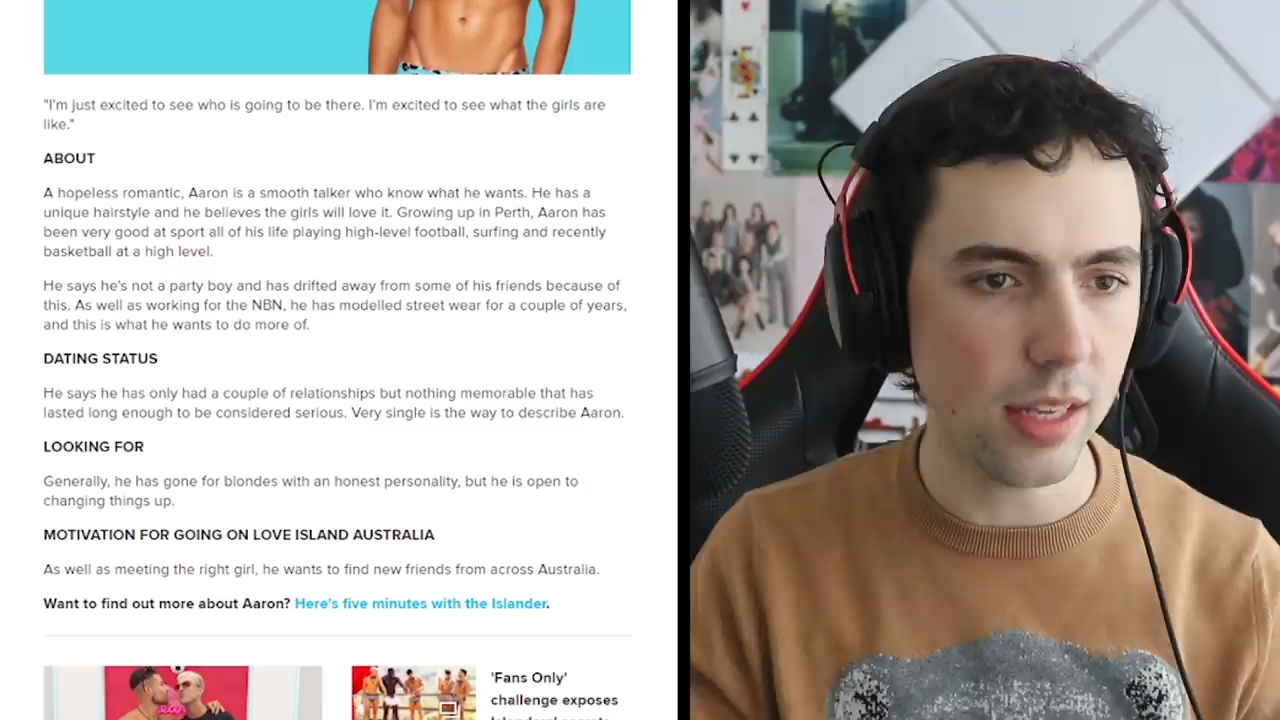 "I'm just excited to see who is going to be there. I'm excited to see what the girls are
like."
ABOUT
A hopeless romantic, Aaron is a smooth talker who know what he wants. He has a
unique hairstyle and he believes the girls will love it. Growing up in Perth, Aaron has
been very good at sport all of his life playing high-level football, surfing and recently
basketball at a high level.
He says he's not a party boy and has drifted away from some of his friends because of
this. As well as working for the NBN, he has modelled street wear for a couple of years,
and this is what he wants to do more of.
DATING STATUS
He says he has only had a couple of relationships but nothing memorable that has
lasted long enough to be considered serious. Very single is the way to describe Aaron.
LOOKING FOR
Generally, he has gone for blondes with an honest personality, but he is open to
changing things up.
MOTIVATION FOR GOING ON LOVE ISLAND AUSTRALIA
As well as meeting the right girl, he wants to find new friends from across Australia.
Want to find out more about Aaron? Here's five minutes with the Islander.
'Fans Only'
challenge exposes